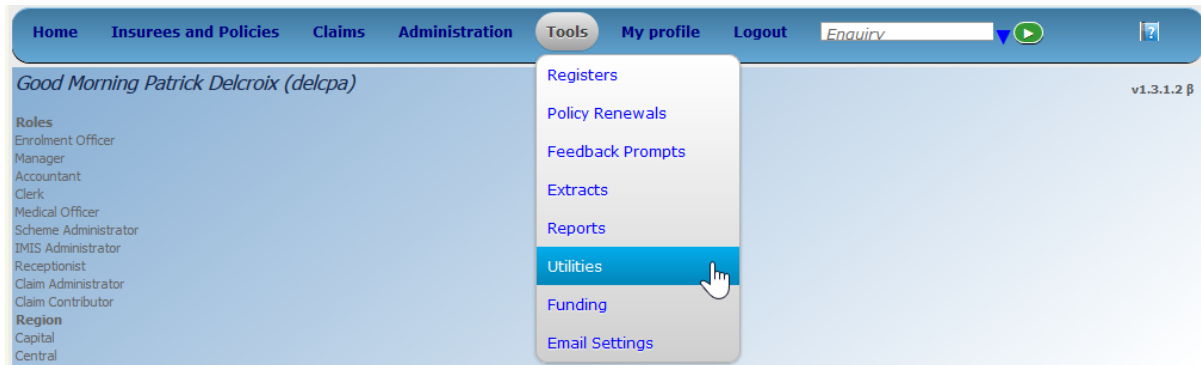 Home Insurees and Policies Claims Administration Tools My profile Logout Enquiry ?
Good Morning Patrick Delcroix (delcpa)
v1.3.1.2 β
Roles
Enrolment Officer
Manager
Accountant
Clerk
Medical Officer
Scheme Administrator
IMIS Administrator
Receptionist
Claim Administrator
Claim Contributor
Region
Capital
Central
Registers
Policy Renewals
Feedback Prompts
Extracts
Reports
Utilities
Funding
Email Settings